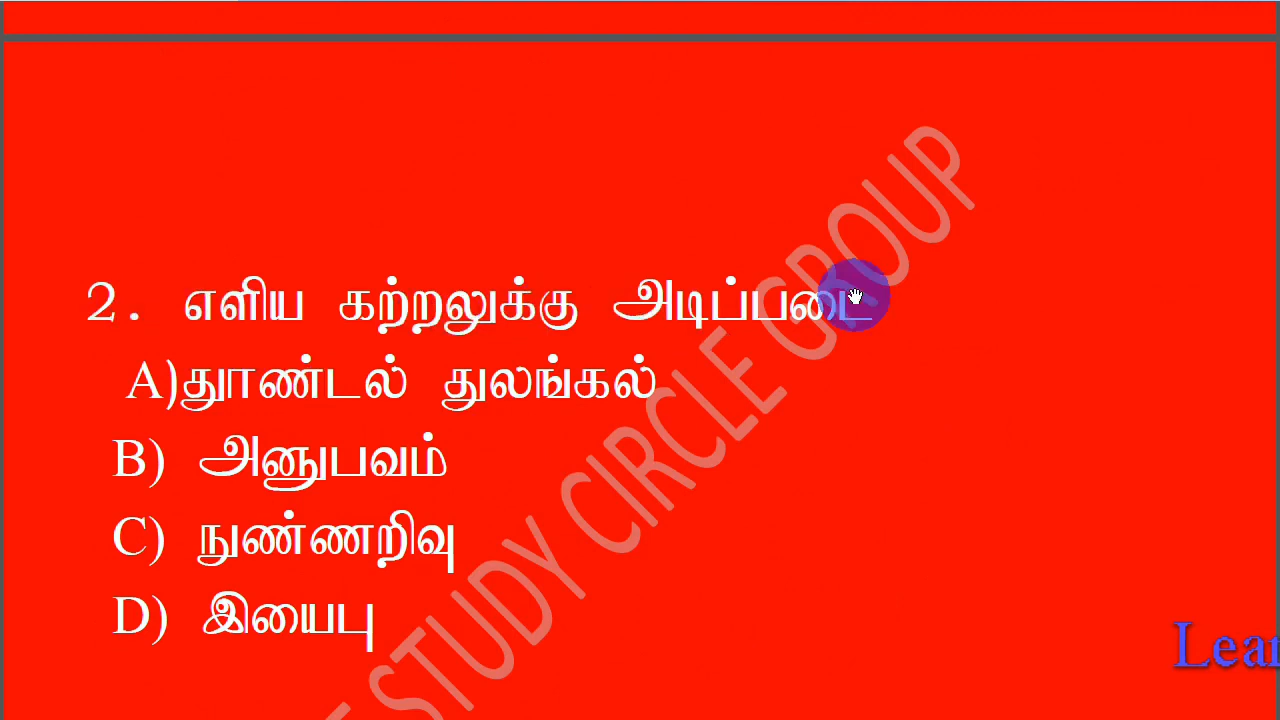 2. எளிய கற்றலுக்கு அடிப்படை
A)தூண்டல் துலங்கல்
B) அனுபவம்
C) நுண்ணறிவு
D) இயைபு
STUDY CIRCLE GROUP